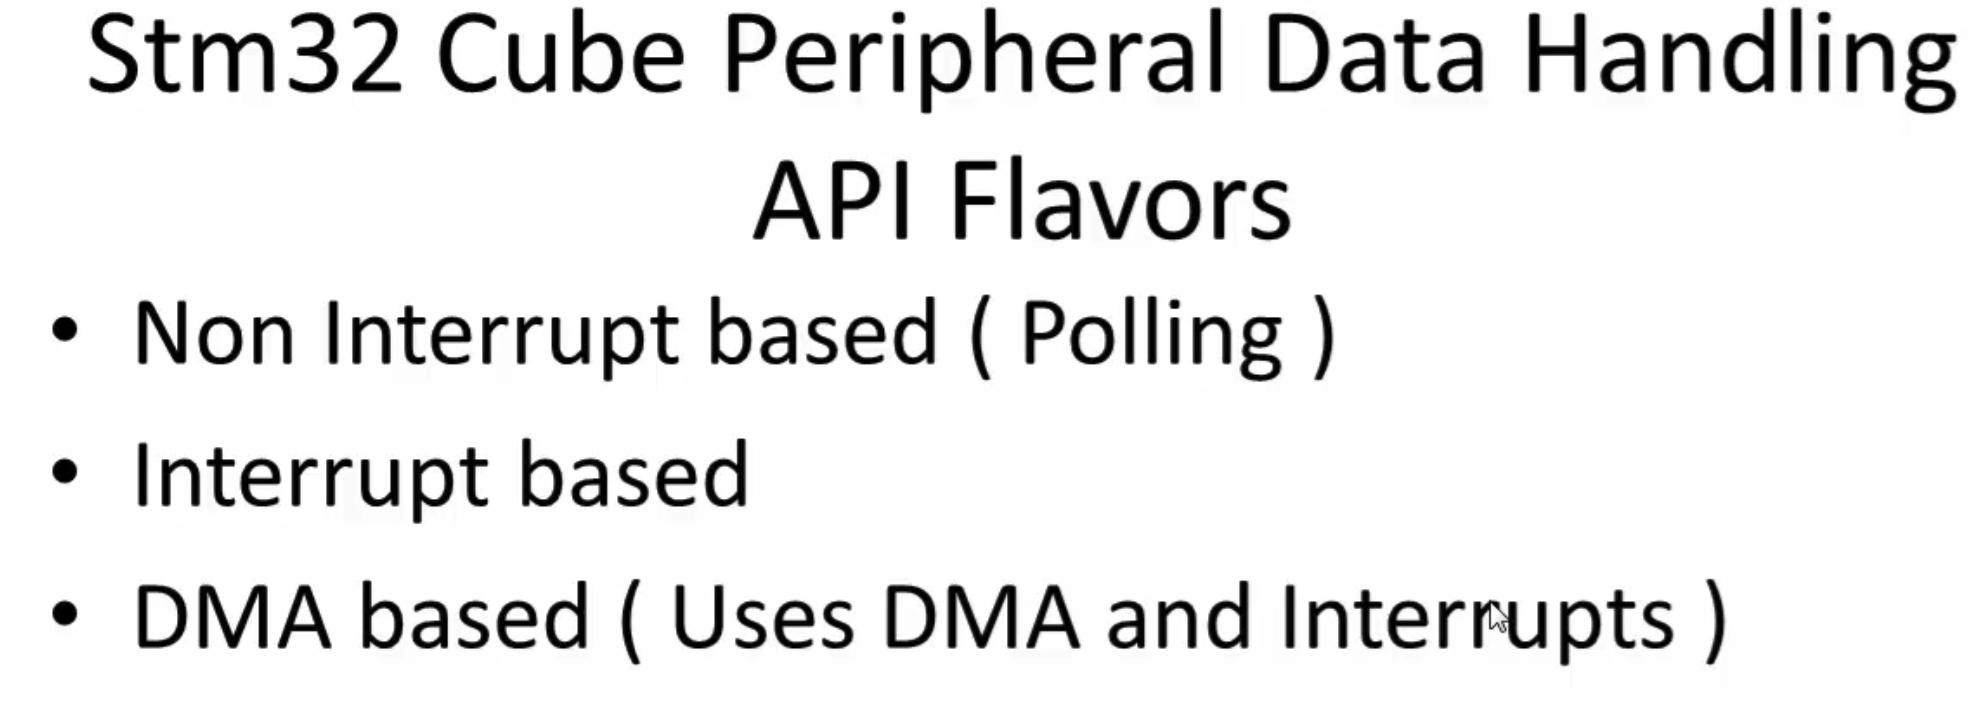 Stm32 Cube Peripheral Data Handling
API Flavors
• Non Interrupt based ( Polling )
• Interrupt based
• DMA based ( Uses DMA and Interrupts )